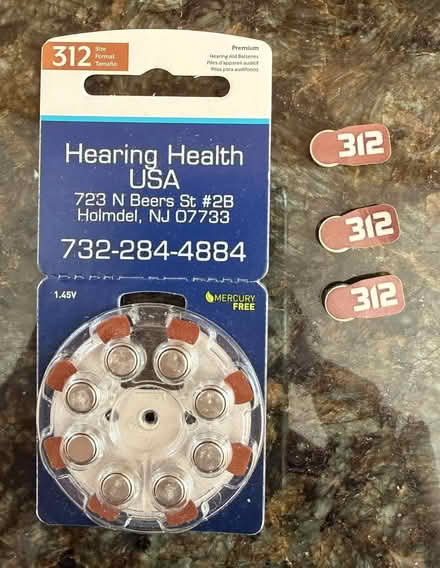 312
Size
Format
Tamaño
Premium
Hearing Aid Batteries
Piles d'appareil auditif
Pilas para audífonos
Hearing Health
USA
723 N Beers St #2B
Holmdel, NJ 07733
732-284-4884
1.45V
MERCURY
FREE
312
312
312